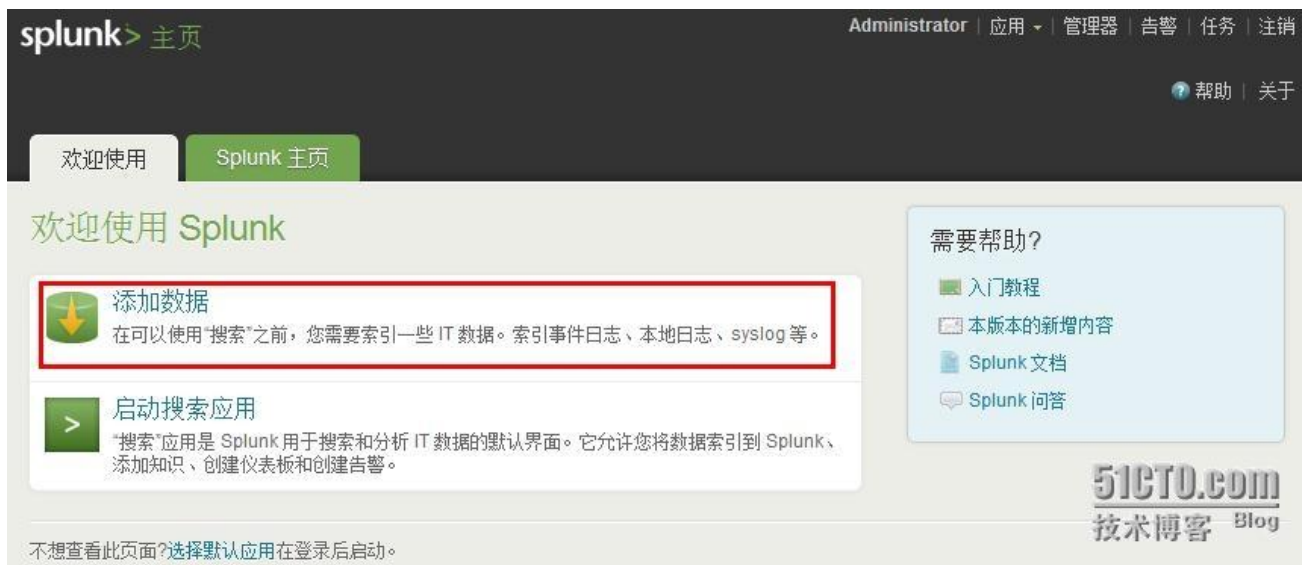 splunk> 主页
Administrator | 应用 | 管理器 | 告警 | 任务 | 注销
帮助 | 关于
欢迎使用
Splunk 主页
欢迎使用 Splunk
添加数据
在可以使用“搜索”之前，您需要索引一些 IT 数据。索引事件日志、本地日志、syslog 等。
启动搜索应用
“搜索”应用是 Splunk 用于搜索和分析 IT 数据的默认界面。它允许您将数据索引到 Splunk、
添加知识、创建仪表板和创建告警。
不想查看此页面?选择默认应用在登录后启动。
需要帮助?
入门教程
本版本的新增内容
Splunk 文档
Splunk 问答
51CTO.com
技术博客 Blog